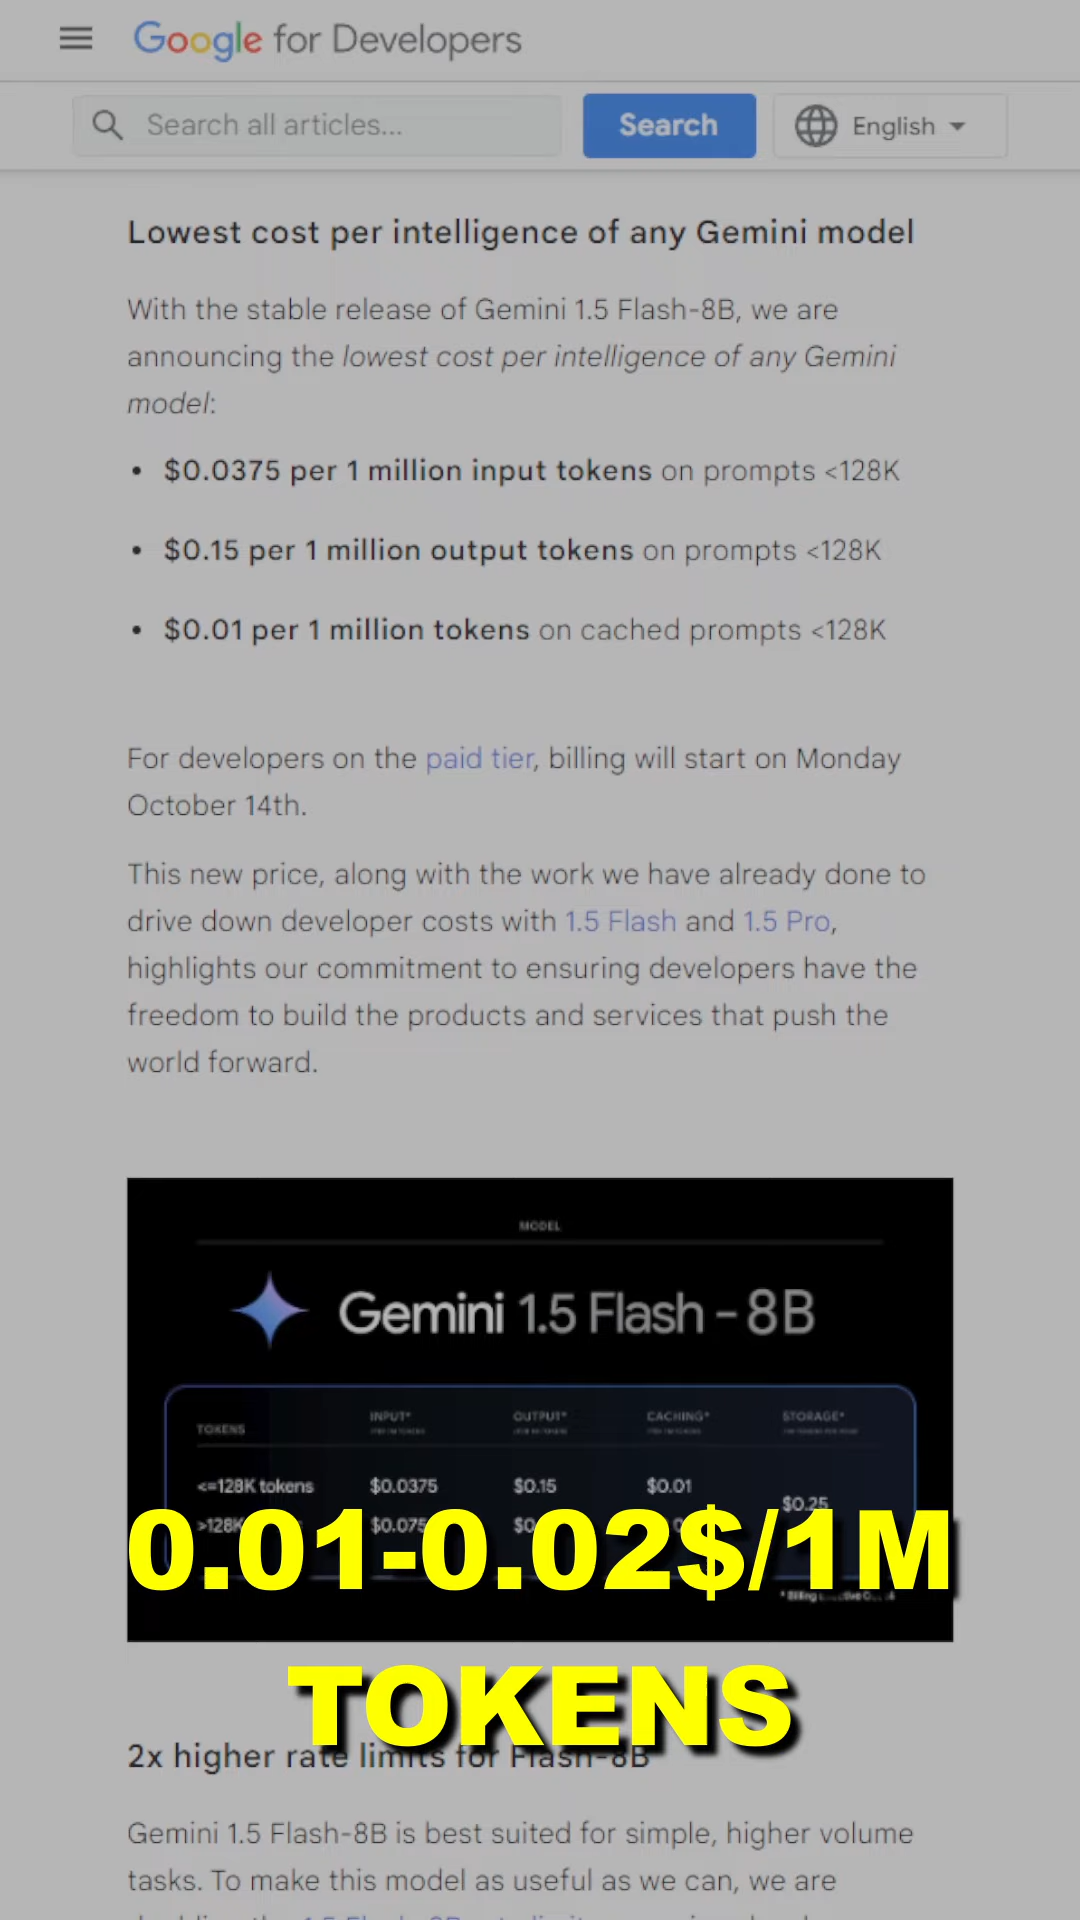 Google for Developers
Search all articles...
Search
English
Lowest cost per intelligence of any Gemini model
With the stable release of Gemini 1.5 Flash-8B, we are
announcing the lowest cost per intelligence of any Gemini
model:
• $0.0375 per 1 million input tokens on prompts <128K
• $0.15 per 1 million output tokens on prompts <128K
• $0.01 per 1 million tokens on cached prompts <128K
For developers on the paid tier, billing will start on Monday
October 14th.
This new price, along with the work we have already done to
drive down developer costs with 1.5 Flash and 1.5 Pro,
highlights our commitment to ensuring developers have the
freedom to build the products and services that push the
world forward.
MODEL
Gemini 1.5 Flash - 8B
TOKENS INPUT* OUTPUT* CACHING* STORAGE*
<=128K tokens $0.0375 $0.15 $0.01
$0.25
>128K $0.075
0.01-0.02$/1M
TOKENS
2x higher rate limits for Flash-8B
Gemini 1.5 Flash-8B is best suited for simple, higher volume
tasks. To make this model as useful as we can, we are